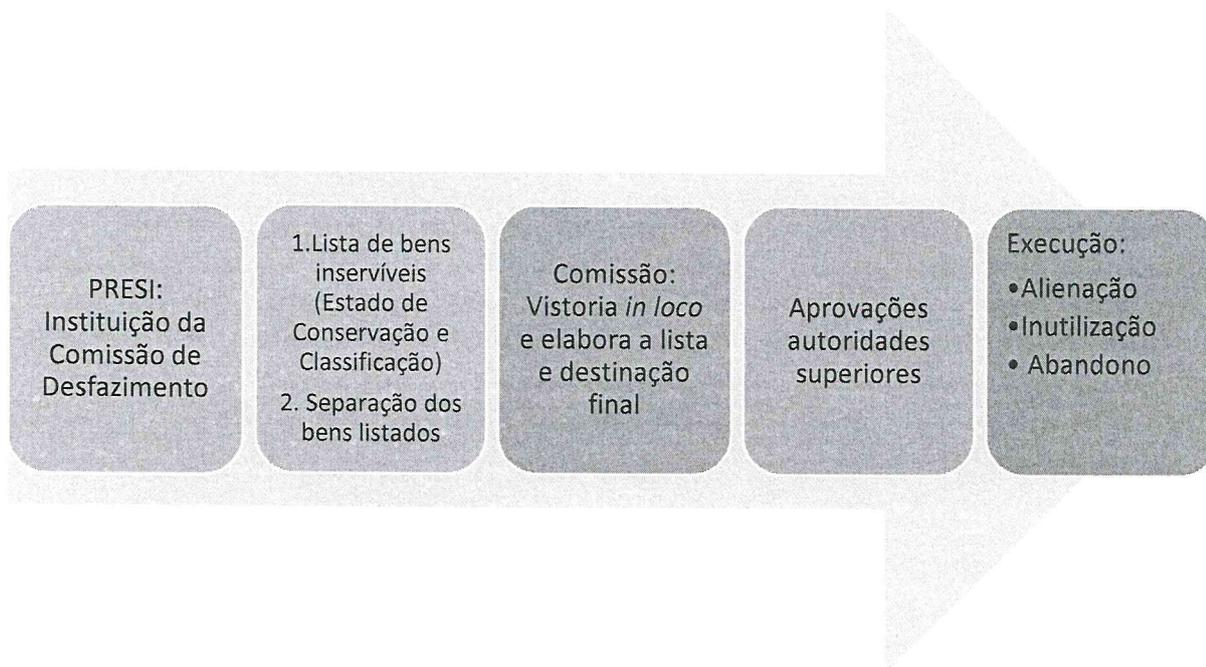 PRESI:
Instituição da
Comissão de
Desfazimento
1.Lista de bens
inservíveis
(Estado de
Conservação e
Classificação)
2. Separação dos
bens listados
Comissão:
Vistoria in loco
e elabora a lista
e destinação
final
Aprovações
autoridades
superiores
Execução:
•Alienação
•Inutilização
• Abandono